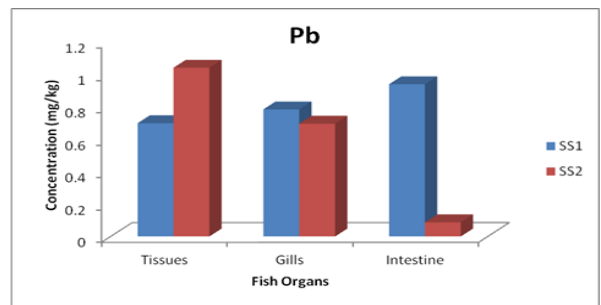 Pb
Concentration (mg/kg)
1.2
1
0.8
0.6
0.4
0.2
0
Tissues Gills Intestine
Fish Organs
SS1
SS2